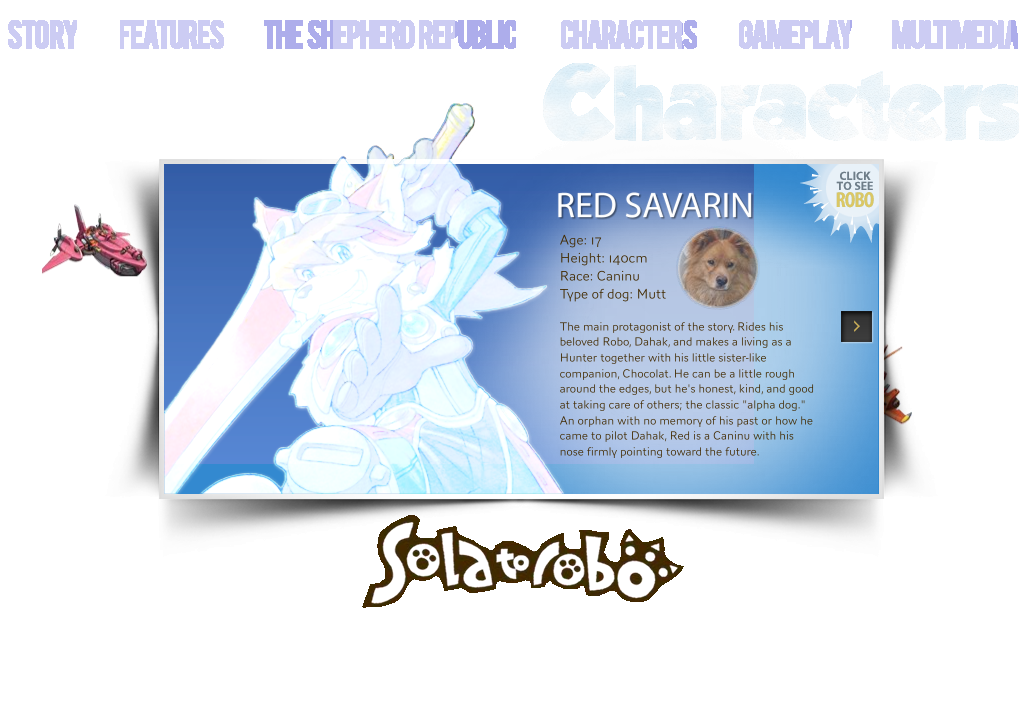 STORY FEATURES THE SHEPHERD REPUBLIC CHARACTERS GAMEPLAY MULTIMEDIA
Characters
CLICK
TO SEE
ROBO
RED SAVARIN
Age: 17
Height: 140cm
Race: Caninu
Type of dog: Mutt
The main protagonist of the story. Rides his
beloved Robo, Dahak, and makes a living as a
Hunter together with his little sister-like
companion, Chocolat. He can be a little rough
around the edges, but he's honest, kind, and good
at taking care of others; the classic "alpha dog."
An orphan with no memory of his past or how he
came to pilot Dahak, Red is a Caninu with his
nose firmly pointing toward the future.
Solatorobo